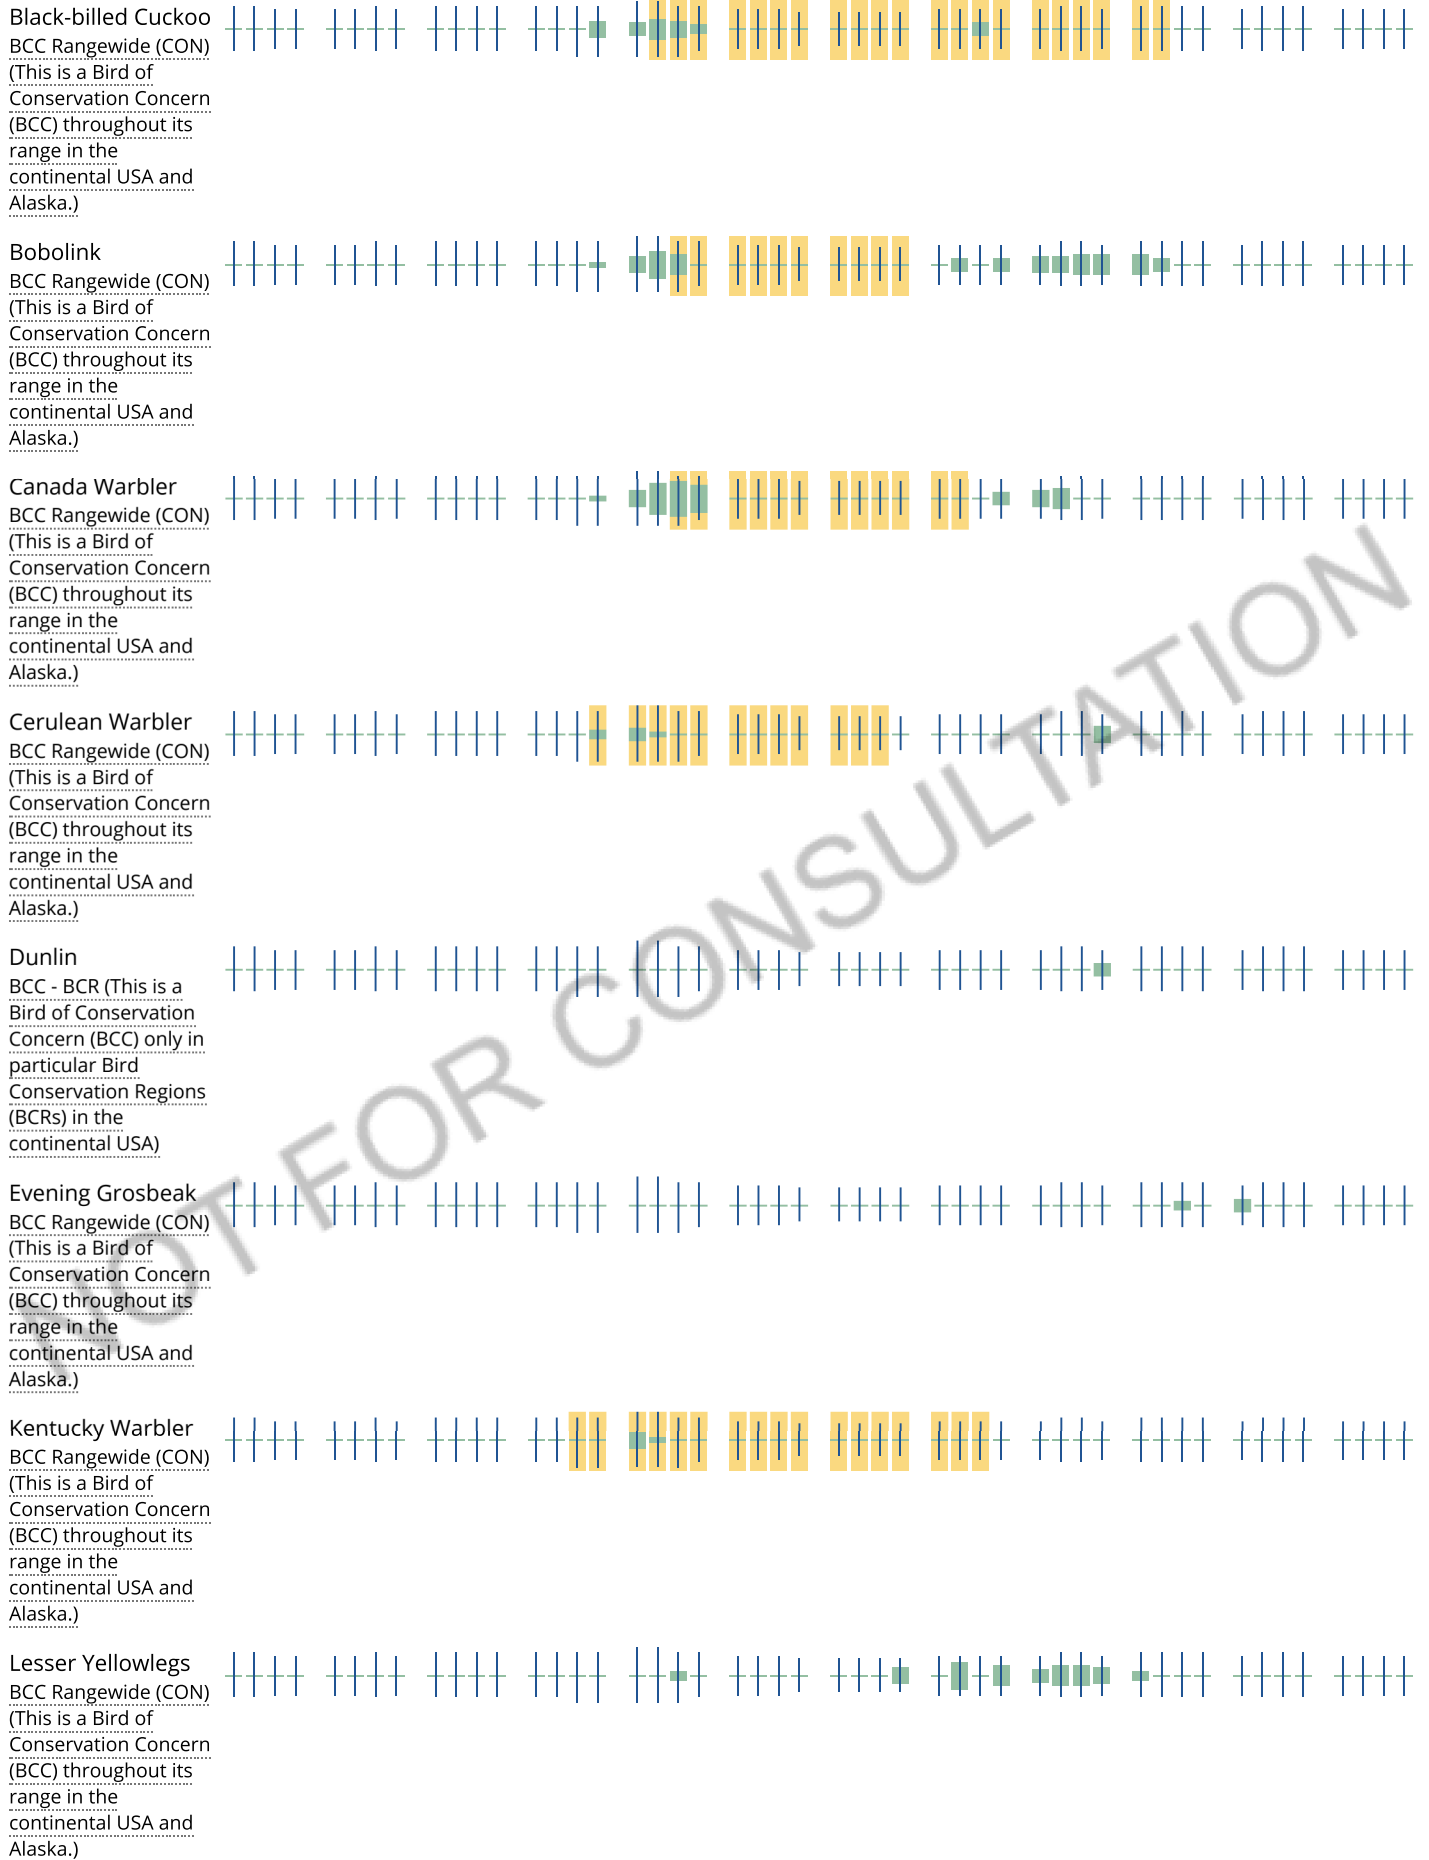 Black-billed Cuckoo
BCC Rangewide (CON)
(This is a Bird of
Conservation Concern
(BCC) throughout its
range in the
continental USA and
Alaska.)
Bobolink
BCC Rangewide (CON)
(This is a Bird of
Conservation Concern
(BCC) throughout its
range in the
continental USA and
Alaska.)
Canada Warbler
BCC Rangewide (CON)
(This is a Bird of
Conservation Concern
(BCC) throughout its
range in the
continental USA and
Alaska.)
Cerulean Warbler
BCC Rangewide (CON)
(This is a Bird of
Conservation Concern
(BCC) throughout its
range in the
continental USA and
Alaska.)
Dunlin
BCC - BCR (This is a
Bird of Conservation
Concern (BCC) only in
particular Bird
Conservation Regions
(BCRs) in the
continental USA)
Evening Grosbeak
BCC Rangewide (CON)
(This is a Bird of
Conservation Concern
(BCC) throughout its
range in the
continental USA and
Alaska.)
Kentucky Warbler
BCC Rangewide (CON)
(This is a Bird of
Conservation Concern
(BCC) throughout its
range in the
continental USA and
Alaska.)
Lesser Yellowlegs
BCC Rangewide (CON)
(This is a Bird of
Conservation Concern
(BCC) throughout its
range in the
continental USA and
Alaska.)
NOT FOR CONSULTATION